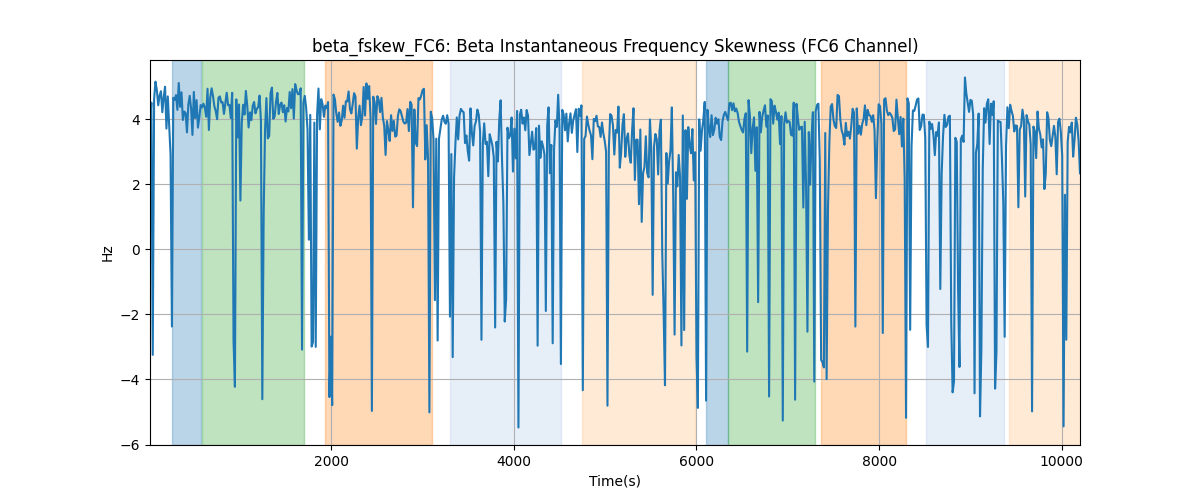 beta_fskew_FC6: Beta Instantaneous Frequency Skewness (FC6 Channel)
Hz
4
2
0
−2
−4
−6
2000 4000 6000 8000 10000
Time(s)